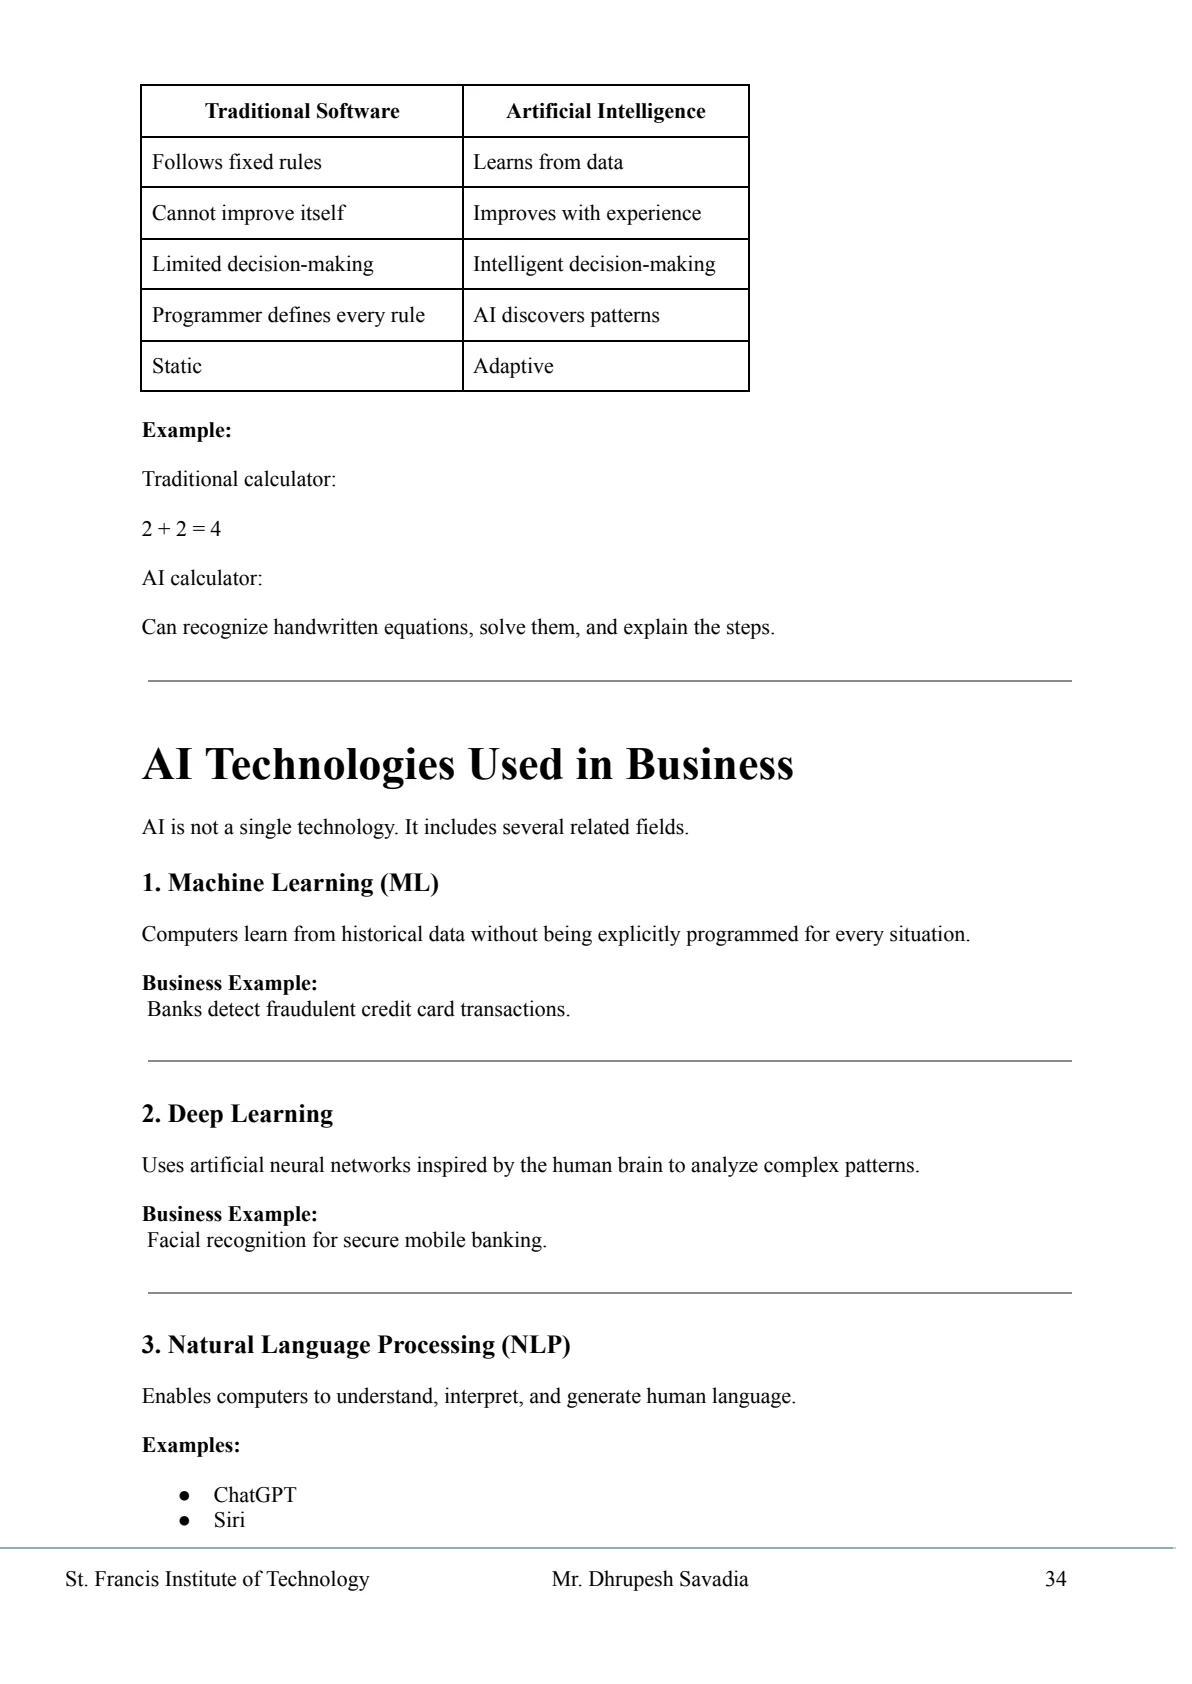 Traditional Software Artificial Intelligence
Follows fixed rules Learns from data
Cannot improve itself Improves with experience
Limited decision-making Intelligent decision-making
Programmer defines every rule AI discovers patterns
Static Adaptive
Example:
Traditional calculator:
2 + 2 = 4
AI calculator:
Can recognize handwritten equations, solve them, and explain the steps.
AI Technologies Used in Business
AI is not a single technology. It includes several related fields.
1. Machine Learning (ML)
Computers learn from historical data without being explicitly programmed for every situation.
Business Example:
Banks detect fraudulent credit card transactions.
2. Deep Learning
Uses artificial neural networks inspired by the human brain to analyze complex patterns.
Business Example:
Facial recognition for secure mobile banking.
3. Natural Language Processing (NLP)
Enables computers to understand, interpret, and generate human language.
Examples:
● ChatGPT
● Siri
St. Francis Institute of Technology Mr. Dhrupesh Savadia 34